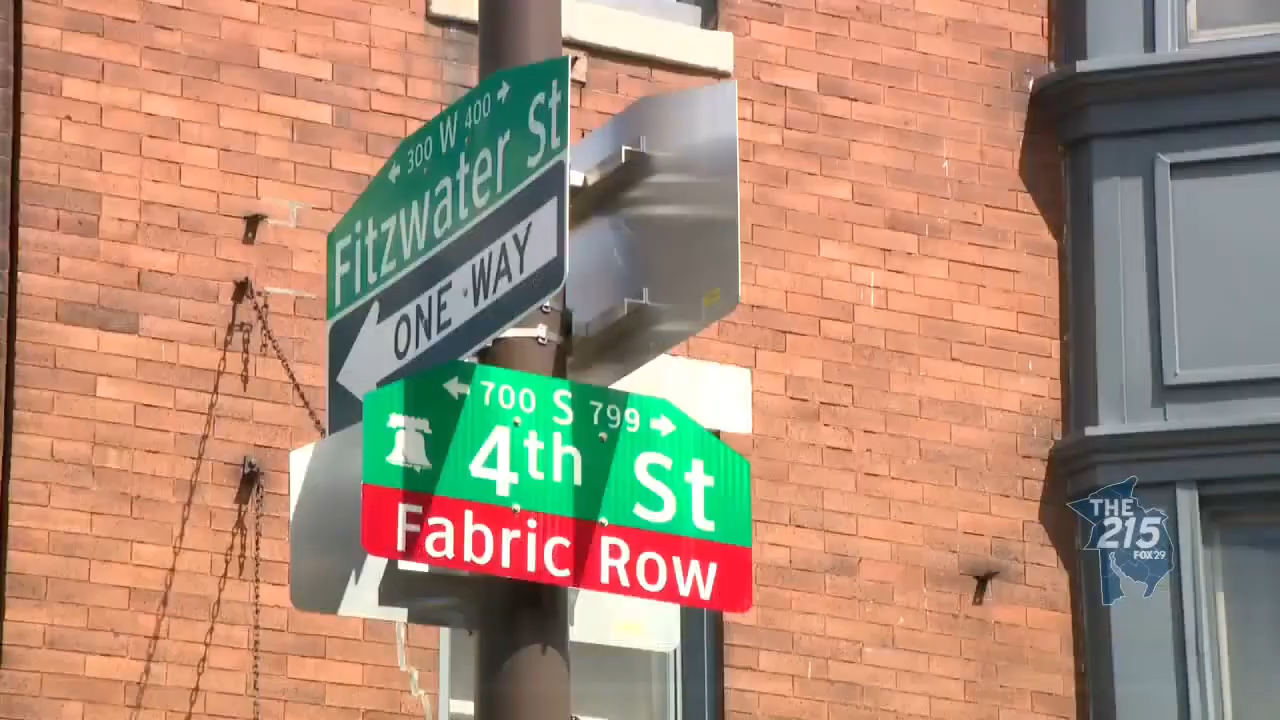 ← 300 W 400 →
Fitzwater St
ONE WAY
← 700 S 799 →
4th St
Fabric Row
THE
215
FOX 29